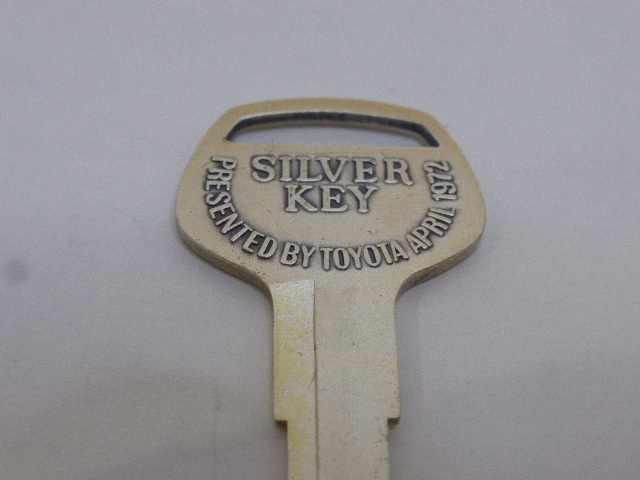 SILVER
KEY
PRESENTED BY TOYOTA APRIL 1972